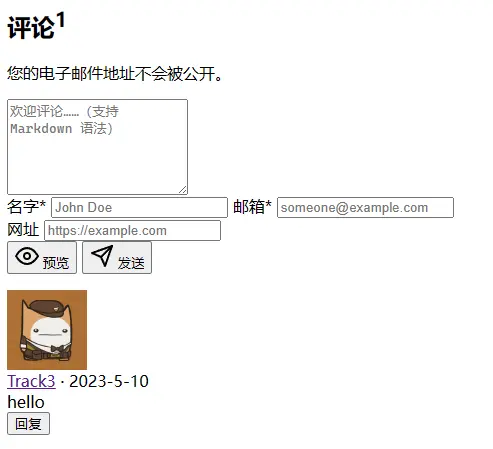 评论1
您的电子邮件地址不会被公开。
欢迎评论……（支持
Markdown 语法）
名字* John Doe 邮箱* someone@example.com
网址 https://example.com
预览 发送
Track3 · 2023-5-10
hello
回复